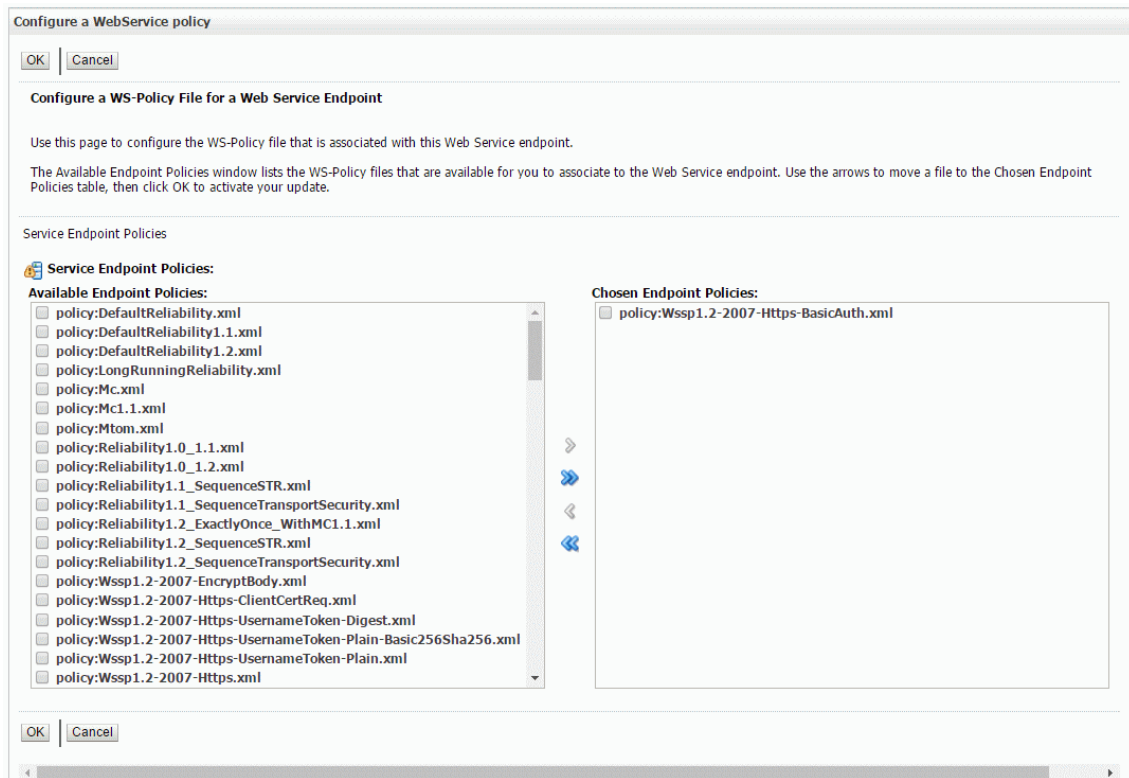 Configure a WebService policy
OK Cancel
Configure a WS-Policy File for a Web Service Endpoint
Use this page to configure the WS-Policy file that is associated with this Web Service endpoint.
The Available Endpoint Policies window lists the WS-Policy files that are available for you to associate to the Web Service endpoint. Use the arrows to move a file to the Chosen Endpoint
Policies table, then click OK to activate your update.
Service Endpoint Policies
Service Endpoint Policies:
Available Endpoint Policies:
policy:DefaultReliability.xml
policy:DefaultReliability1.1.xml
policy:DefaultReliability1.2.xml
policy:LongRunningReliability.xml
policy:Mc.xml
policy:Mc1.1.xml
policy:Mtom.xml
policy:Reliability1.0_1.1.xml
policy:Reliability1.0_1.2.xml
policy:Reliability1.1_SequenceSTR.xml
policy:Reliability1.1_SequenceTransportSecurity.xml
policy:Reliability1.2_ExactlyOnce_WithMC1.1.xml
policy:Reliability1.2_SequenceSTR.xml
policy:Reliability1.2_SequenceTransportSecurity.xml
policy:Wssp1.2-2007-EncryptBody.xml
policy:Wssp1.2-2007-Https-ClientCertReq.xml
policy:Wssp1.2-2007-Https-UsernameToken-Digest.xml
policy:Wssp1.2-2007-Https-UsernameToken-Plain-Basic256Sha256.xml
policy:Wssp1.2-2007-Https-UsernameToken-Plain.xml
policy:Wssp1.2-2007-Https.xml
Chosen Endpoint Policies:
policy:Wssp1.2-2007-Https-BasicAuth.xml
OK Cancel